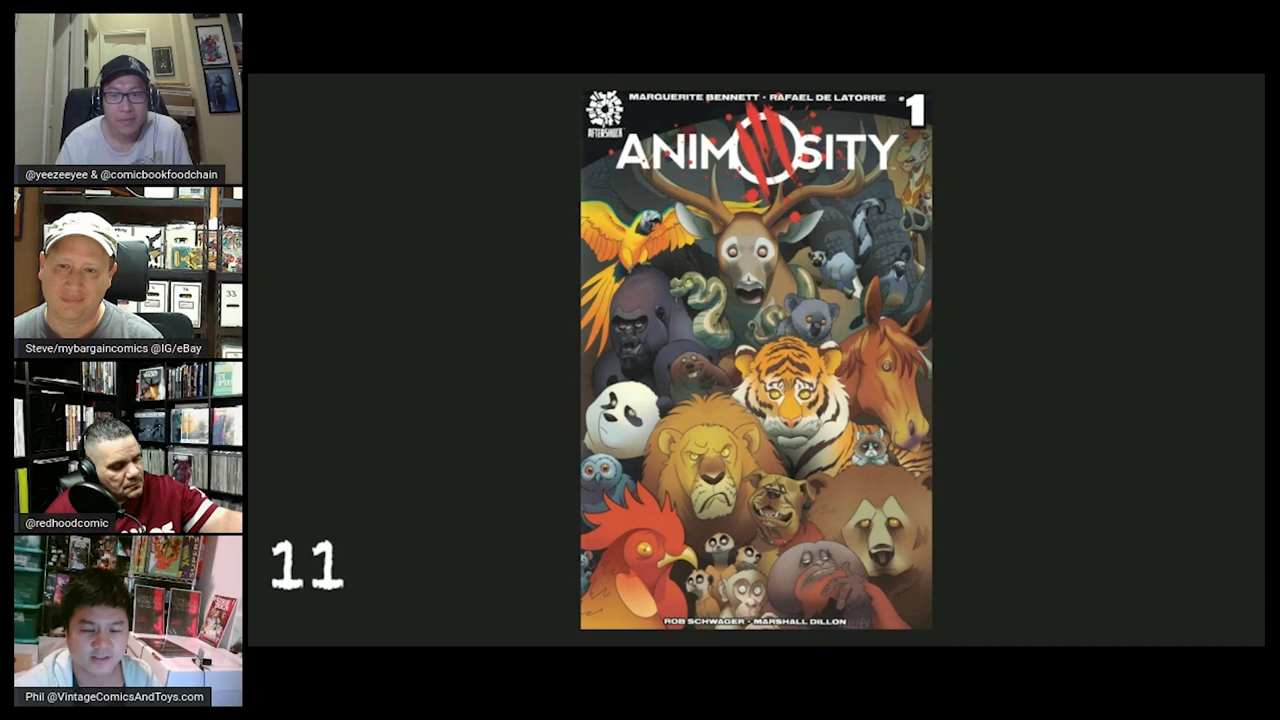 @yeezeeyee & @comicbookfoodchain
Steve/mybargaincomics @IG/eBay
33
@redhoodcomic
Phil @VintageComicsAndToys.com
11
MARGUERITE BENNETT · RAFAEL DE LATORRE
#1
AFTERSHOCK
ANIMOSITY
ROB SCHWAGER · MARSHALL DILLON